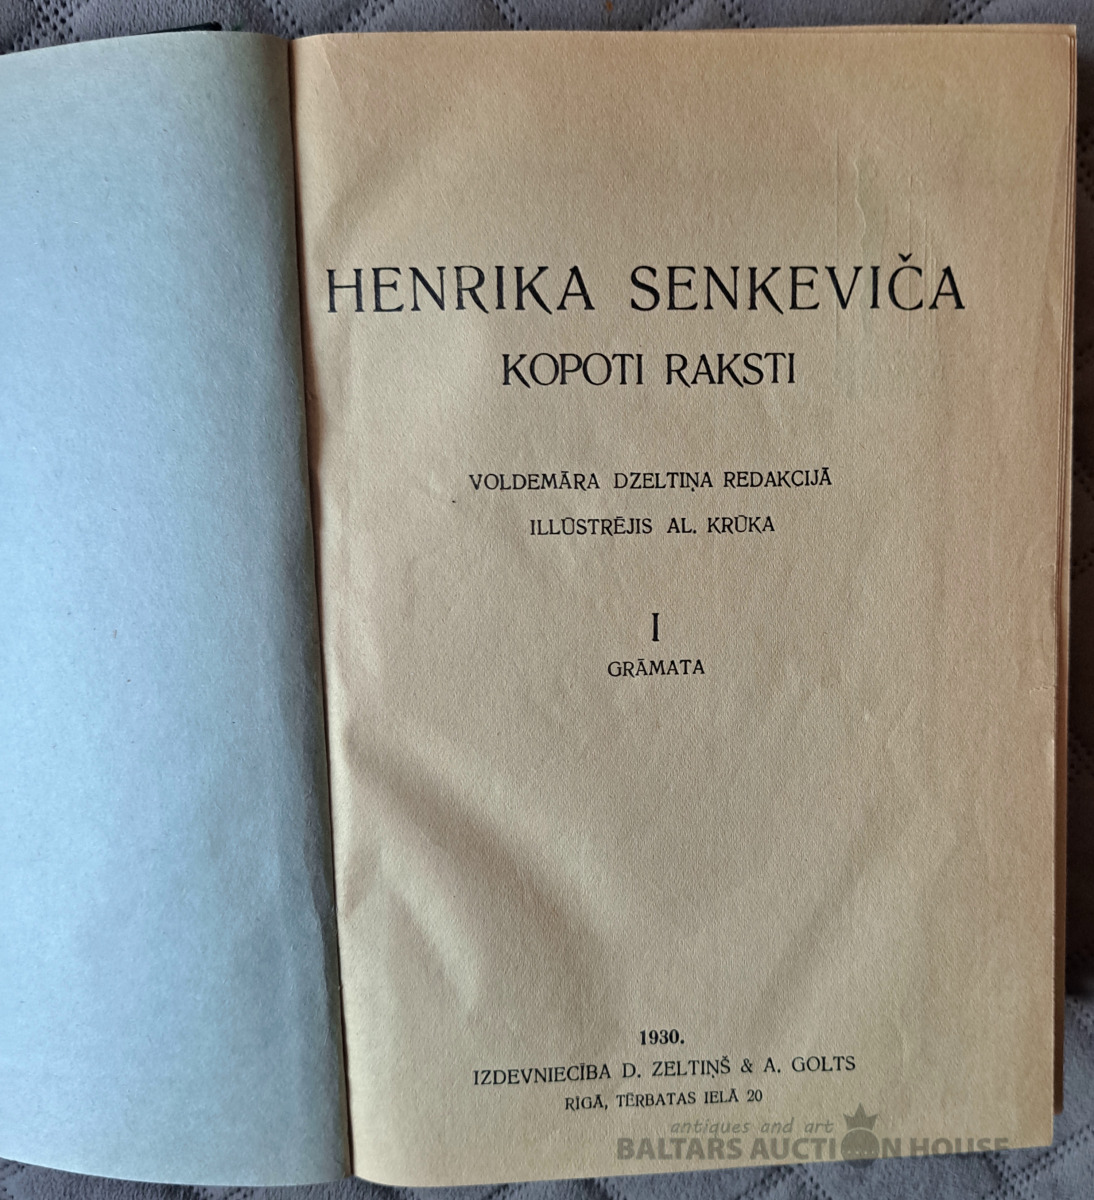 HENRIKA SENKEVIČA
KOPOTI RAKSTI
VOLDEMĀRA DZELTIŅA REDAKCIJĀ
ILLŪSTRĒJIS AL. KRŪKA
I
GRĀMATA
1930.
IZDEVNIECĪBA D. ZELTIŅŠ & A. GOLTS
RĪGĀ, TĒRBATAS IELĀ 20
antiques and art
BALTARS AUCTION HOUSE